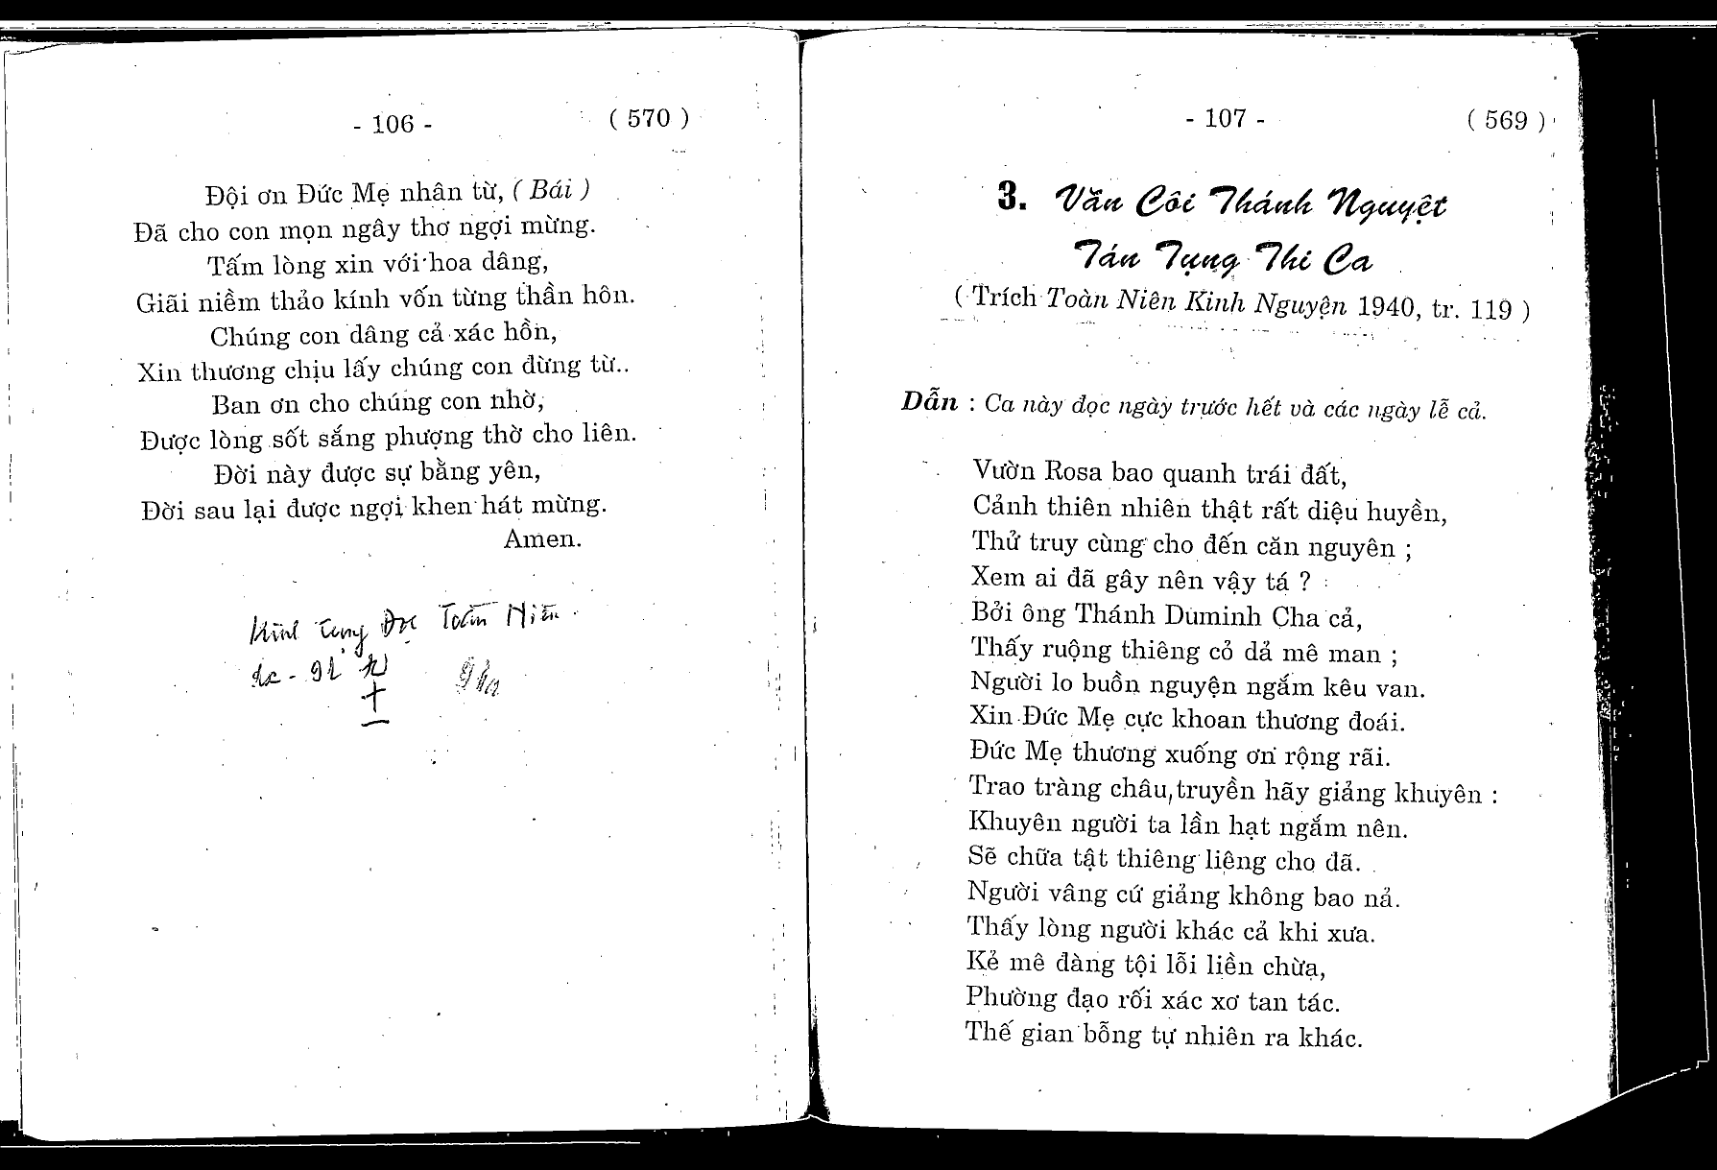 - 106 -
( 570 )
Đội ơn Đức Mẹ nhân từ, ( Bái )
Đã cho con mọn ngây thơ ngợi mừng.
Tấm lòng xin với hoa dâng,
Giãi niềm thảo kính vốn từng thần hôn.
Chúng con dâng cả xác hồn,
Xin thương chịu lấy chúng con đừng từ..
Ban ơn cho chúng con nhờ,
Được lòng sốt sắng phượng thờ cho liên.
Đời này được sự bằng yên,
Đời sau lại được ngợi khen hát mừng.
Amen.
Kinh Tụng Đọc Toàn Niên
92 九
十
一
- 107 -
( 569 )
3. Văn Côi Thánh Nguyệt
Tán Tụng Thi Ca
( Trích Toàn Niên Kinh Nguyện 1940, tr. 119 )
Dẫn : Ca này đọc ngày trước hết và các ngày lễ cả.
Vườn Rosa bao quanh trái đất,
Cảnh thiên nhiên thật rất diệu huyền,
Thử truy cùng cho đến căn nguyên ;
Xem ai đã gây nên vậy tá ?
Bởi ông Thánh Duminh Cha cả,
Thấy ruộng thiêng cỏ dả mê man ;
Người lo buồn nguyện ngắm kêu van.
Xin Đức Mẹ cực khoan thương đoái.
Đức Mẹ thương xuống ơn rộng rãi.
Trao tràng châu,truyền hãy giảng khuyên :
Khuyên người ta lần hạt ngắm nên.
Sẽ chữa tật thiêng liêng cho đã.
Người vâng cứ giảng không bao nả.
Thấy lòng người khác cả khi xưa.
Kẻ mê đàng tội lỗi liền chừa,
Phường đạo rối xác xơ tan tác.
Thế gian bỗng tự nhiên ra khác.